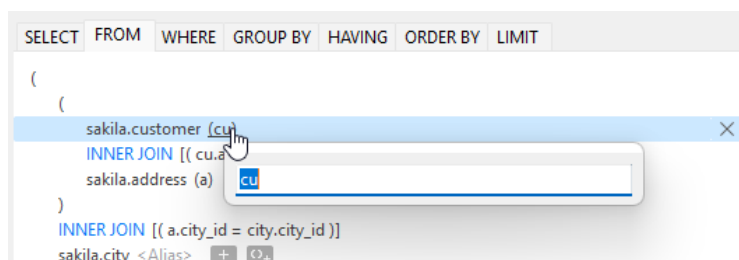 SELECT FROM WHERE GROUP BY HAVING ORDER BY LIMIT
(
(
sakila.customer (cu)
INNER JOIN [( cu.a
sakila.address (a)
cu
)
INNER JOIN [( a.city_id = city.city_id )]
sakila.city <Alias>